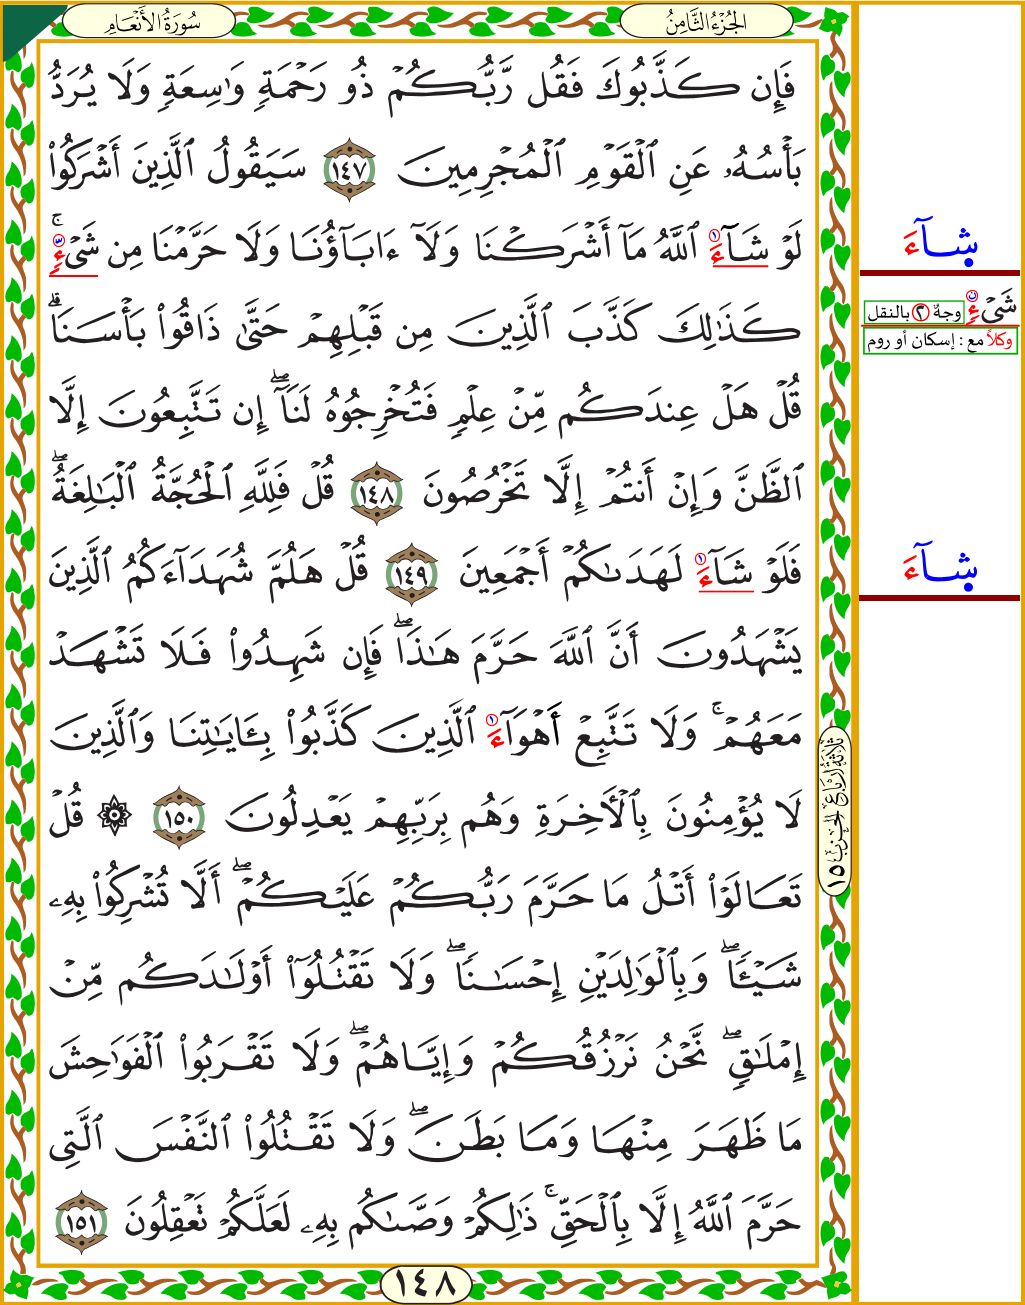 سُورَةُ الأَنْعَامِ
الجُزْءُ الثَّامِنُ
فَإِن كَذَّبُوكَ فَقُل رَّبُّكُمْ ذُو رَحْمَةٍ وَٰسِعَةٍ وَلَا يُرَدُّ
بَأْسُهُۥ عَنِ ٱلْقَوْمِ ٱلْمُجْرِمِينَ ١٤٧ سَيَقُولُ ٱلَّذِينَ أَشْرَكُوا۟
لَوْ شَآءَ ٱللَّهُ مَآ أَشْرَكْنَا وَلَآ ءَابَآؤُنَا وَلَا حَرَّمْنَا مِن شَىْءٍ ۚ
كَذَٰلِكَ كَذَّبَ ٱلَّذِينَ مِن قَبْلِهِمْ حَتَّىٰ ذَاقُوا۟ بَأْسَنَا ۗ
قُلْ هَلْ عِندَكُم مِّنْ عِلْمٍ فَتُخْرِجُوهُ لَنَآ ۖ إِن تَتَّبِعُونَ إِلَّا
ٱلظَّنَّ وَإِنْ أَنتُمْ إِلَّا تَخْرُصُونَ ١٤٨ قُلْ فَلِلَّهِ ٱلْحُجَّةُ ٱلْبَٰلِغَةُ ۖ
فَلَوْ شَآءَ لَهَدَىٰكُمْ أَجْمَعِينَ ١٤٩ قُلْ هَلُمَّ شُهَدَآءَكُمُ ٱلَّذِينَ
يَشْهَدُونَ أَنَّ ٱللَّهَ حَرَّمَ هَٰذَا ۖ فَإِن شَهِدُوا۟ فَلَا تَشْهَدْ
مَعَهُمْ ۚ وَلَا تَتَّبِعْ أَهْوَآءَ ٱلَّذِينَ كَذَّبُوا۟ بِـَٔايَٰتِنَا وَٱلَّذِينَ
لَا يُؤْمِنُونَ بِٱلْـَٔاخِرَةِ وَهُم بِرَبِّهِمْ يَعْدِلُونَ ١٥٠ ۞ قُلْ
تَعَالَوْا۟ أَتْلُ مَا حَرَّمَ رَبُّكُمْ عَلَيْكُمْ ۖ أَلَّا تُشْرِكُوا۟ بِهِۦ
شَيْـًٔا ۖ وَبِٱلْوَٰلِدَيْنِ إِحْسَٰنًا ۖ وَلَا تَقْتُلُوٓا۟ أَوْلَٰدَكُم مِّنْ
إِمْلَٰقٍ ۖ نَّحْنُ نَرْزُقُكُمْ وَإِيَّاهُمْ ۖ وَلَا تَقْرَبُوا۟ ٱلْفَوَٰحِشَ
مَا ظَهَرَ مِنْهَا وَمَا بَطَنَ ۖ وَلَا تَقْتُلُوا۟ ٱلنَّفْسَ ٱلَّتِى
حَرَّمَ ٱللَّهُ إِلَّا بِٱلْحَقِّ ۚ ذَٰلِكُمْ وَصَّىٰكُم بِهِۦ لَعَلَّكُمْ تَعْقِلُونَ ١٥١
١٤٨
ثَلَاثَةُ أَرْبَاعِ الحِزْبِ ١٥
شَآءَ
شَىْءٍ وجهٌ ٢ بالنقل
وكلاً مع : إسكان أو روم
شَآءَ